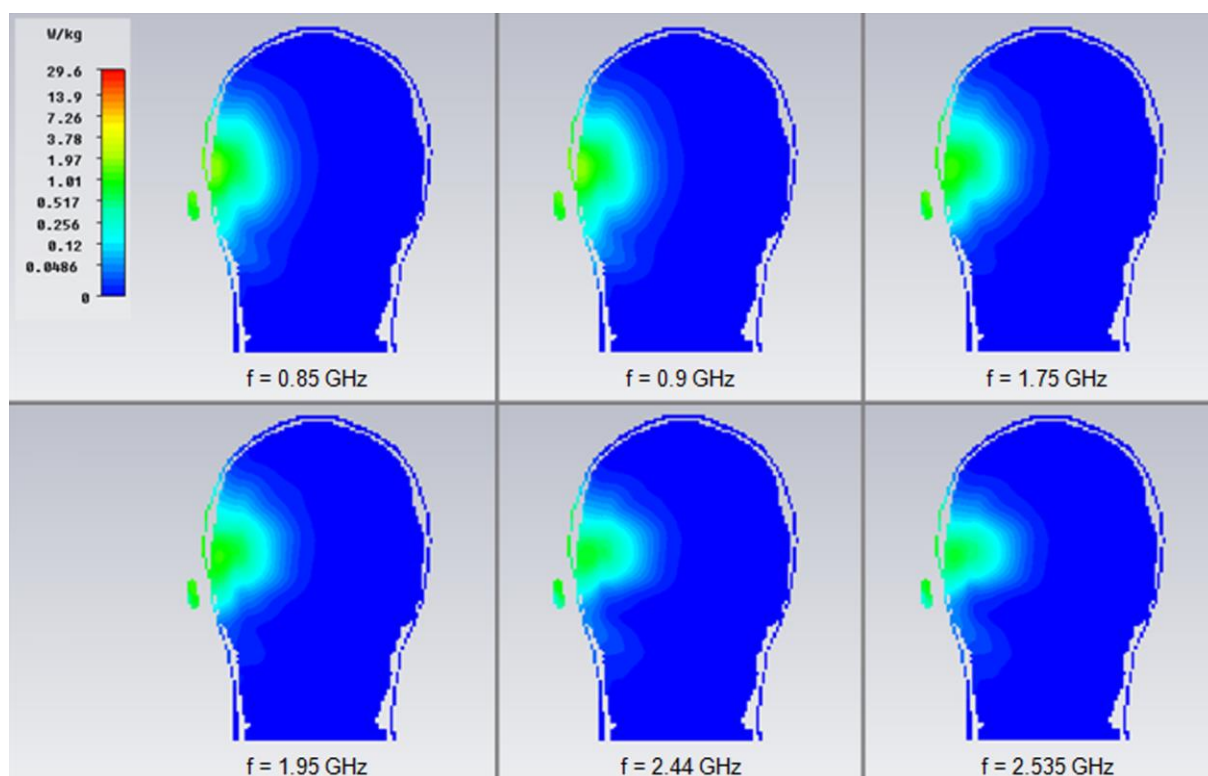 W/kg
29.6
13.9
7.26
3.78
1.97
1.01
0.517
0.256
0.12
0.0486
0
f = 0.85 GHz
f = 0.9 GHz
f = 1.75 GHz
f = 1.95 GHz
f = 2.44 GHz
f = 2.535 GHz